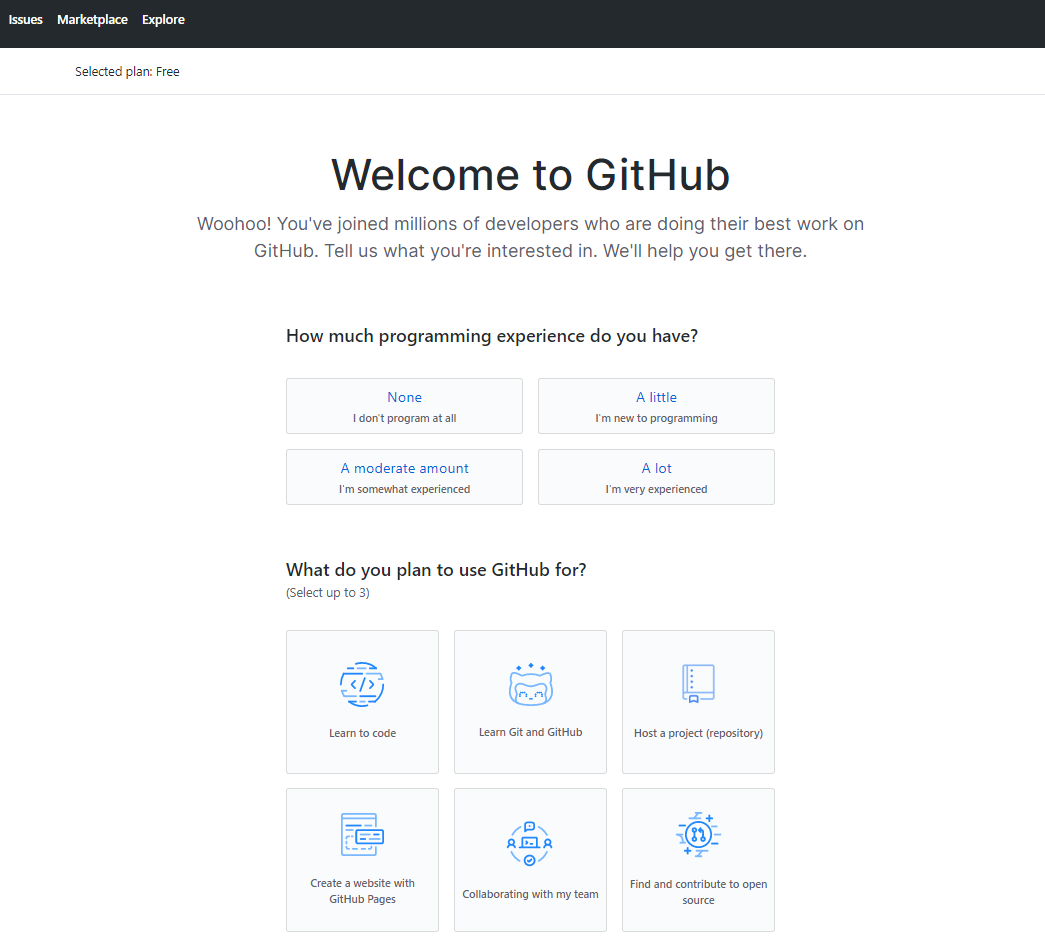 Issues Marketplace Explore
Selected plan: Free
Welcome to GitHub
Woohoo! You've joined millions of developers who are doing their best work on
GitHub. Tell us what you're interested in. We'll help you get there.
How much programming experience do you have?
None
I don't program at all
A little
I'm new to programming
A moderate amount
I'm somewhat experienced
A lot
I'm very experienced
What do you plan to use GitHub for?
(Select up to 3)
Learn to code
Learn Git and GitHub
Host a project (repository)
Create a website with
GitHub Pages
Collaborating with my team
Find and contribute to open
source